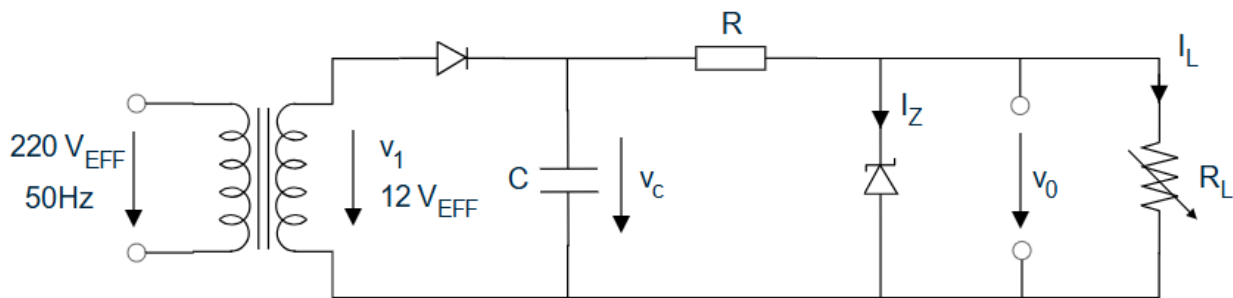 220 V_EFF
50Hz
v_1
12 V_EFF
C
v_c
R
I_Z
v_0
I_L
R_L